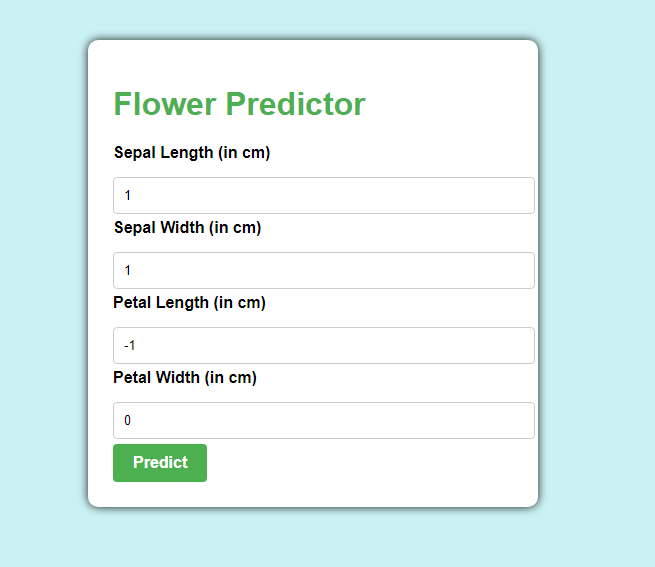 Flower Predictor
Sepal Length (in cm)
1
Sepal Width (in cm)
1
Petal Length (in cm)
-1
Petal Width (in cm)
0
Predict